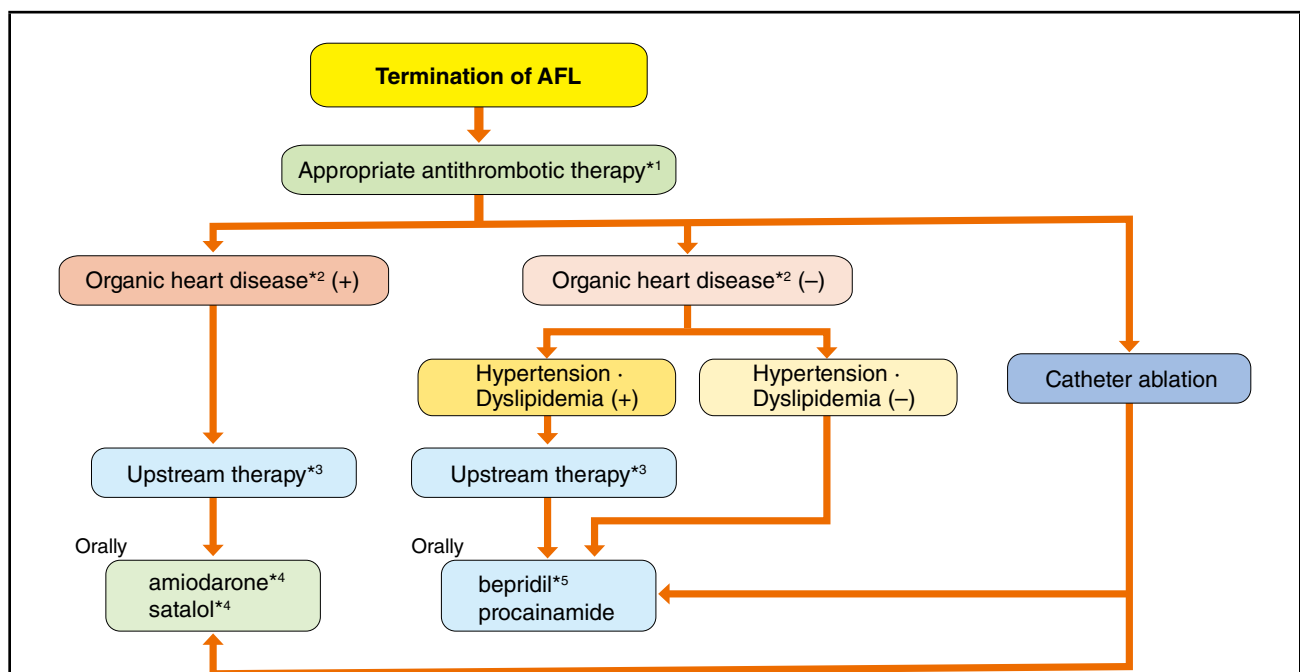 Termination of AFL
Appropriate antithrombotic therapy*1
Organic heart disease*2 (+)
Organic heart disease*2 (–)
Hypertension ·
Dyslipidemia (+)
Hypertension ·
Dyslipidemia (–)
Catheter ablation
Upstream therapy*3
Upstream therapy*3
Orally
amiodarone*4
satalol*4
Orally
bepridil*5
procainamide